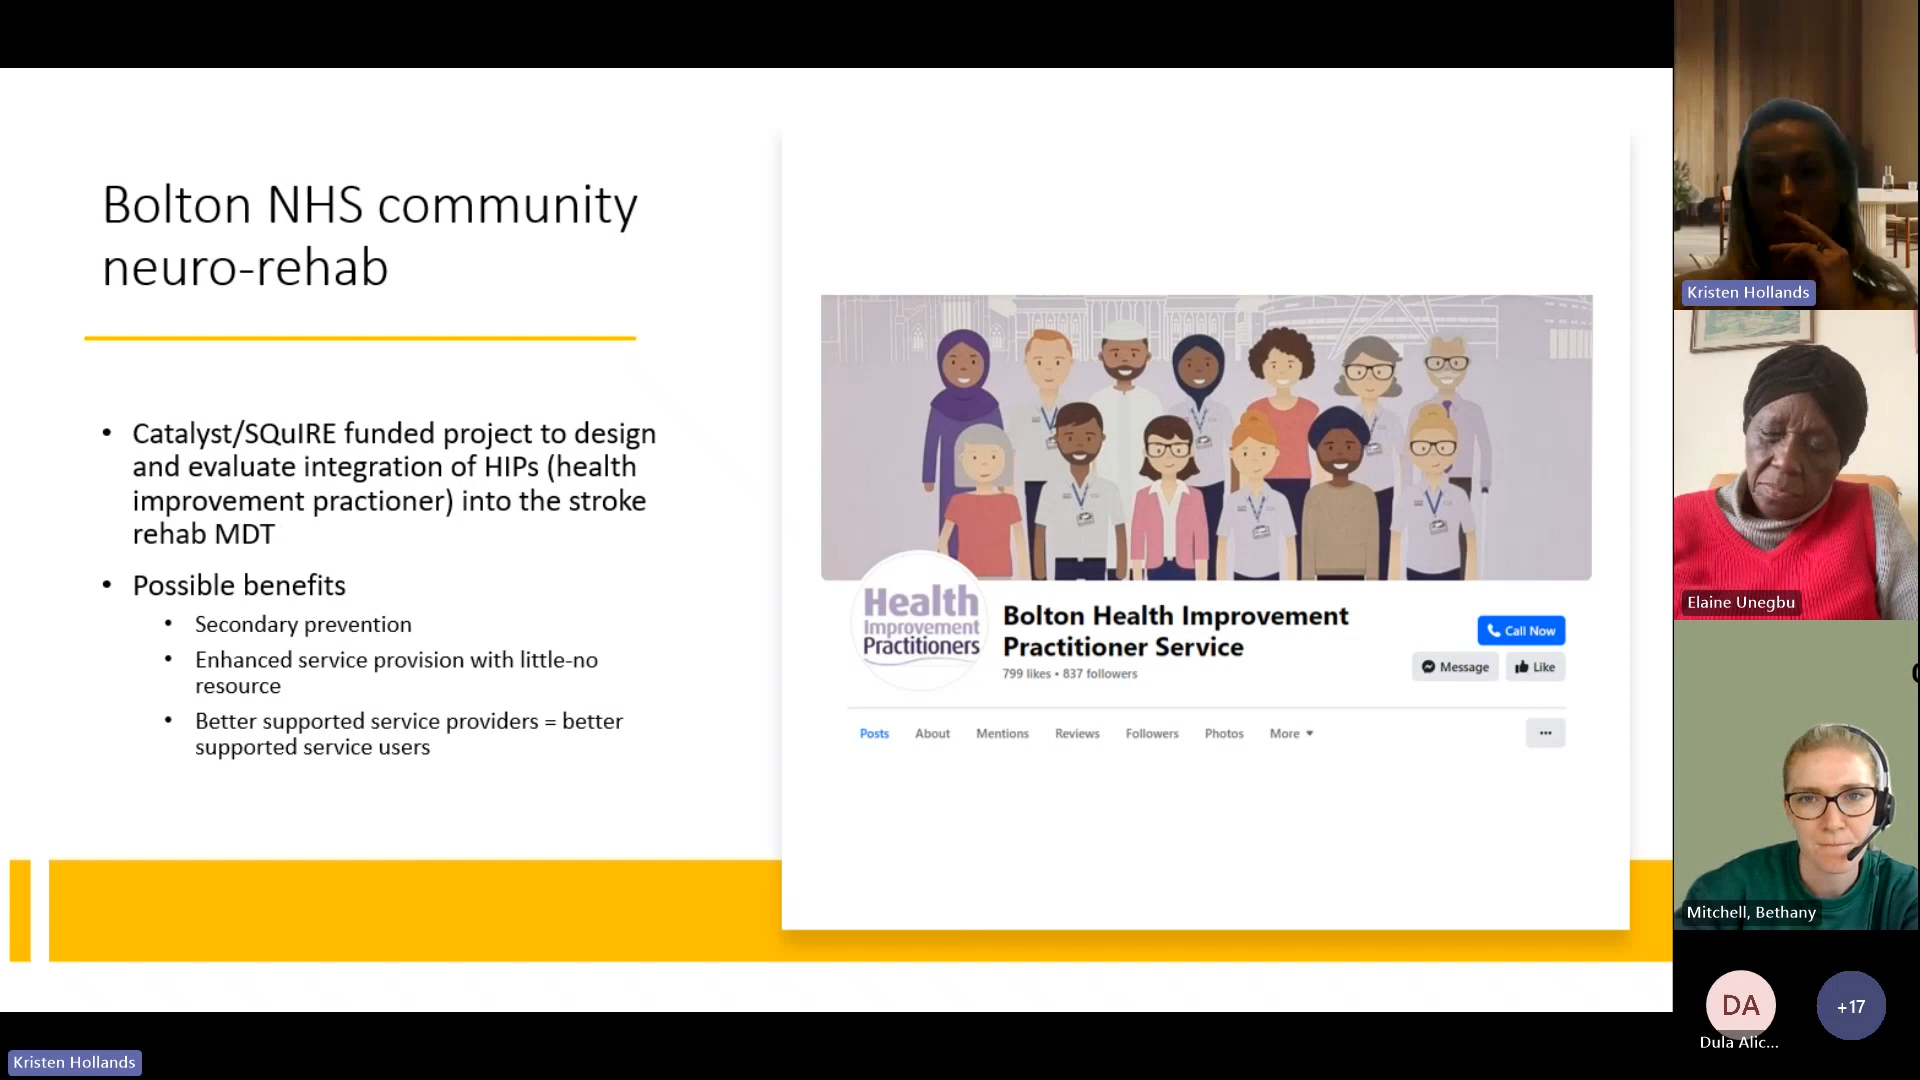 Bolton NHS community
neuro-rehab
• Catalyst/SQuIRE funded project to design
and evaluate integration of HIPs (health
improvement practioner) into the stroke
rehab MDT
• Possible benefits
• Secondary prevention
• Enhanced service provision with little-no
resource
• Better supported service providers = better
supported service users
Health
Improvement
Practitioners
Bolton Health Improvement
Practitioner Service
799 likes • 837 followers
Call Now
Message
Like
Posts About Mentions Reviews Followers Photos More
Kristen Hollands
Elaine Unegbu
Mitchell, Bethany
DA
Dula Alic...
+17
Kristen Hollands